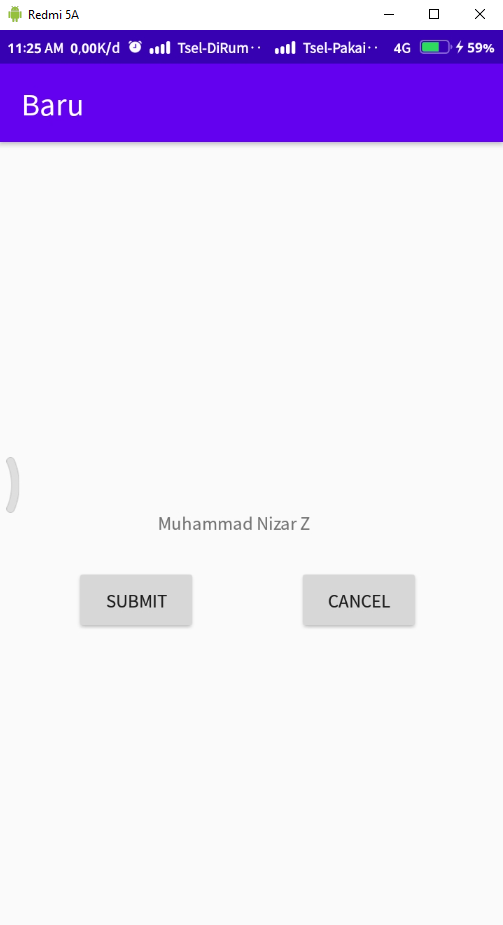 Redmi 5A
11:25 AM 0,00K/d Tsel-DiRum·· Tsel-Pakai·· 4G 59%
Baru
Muhammad Nizar Z
SUBMIT CANCEL